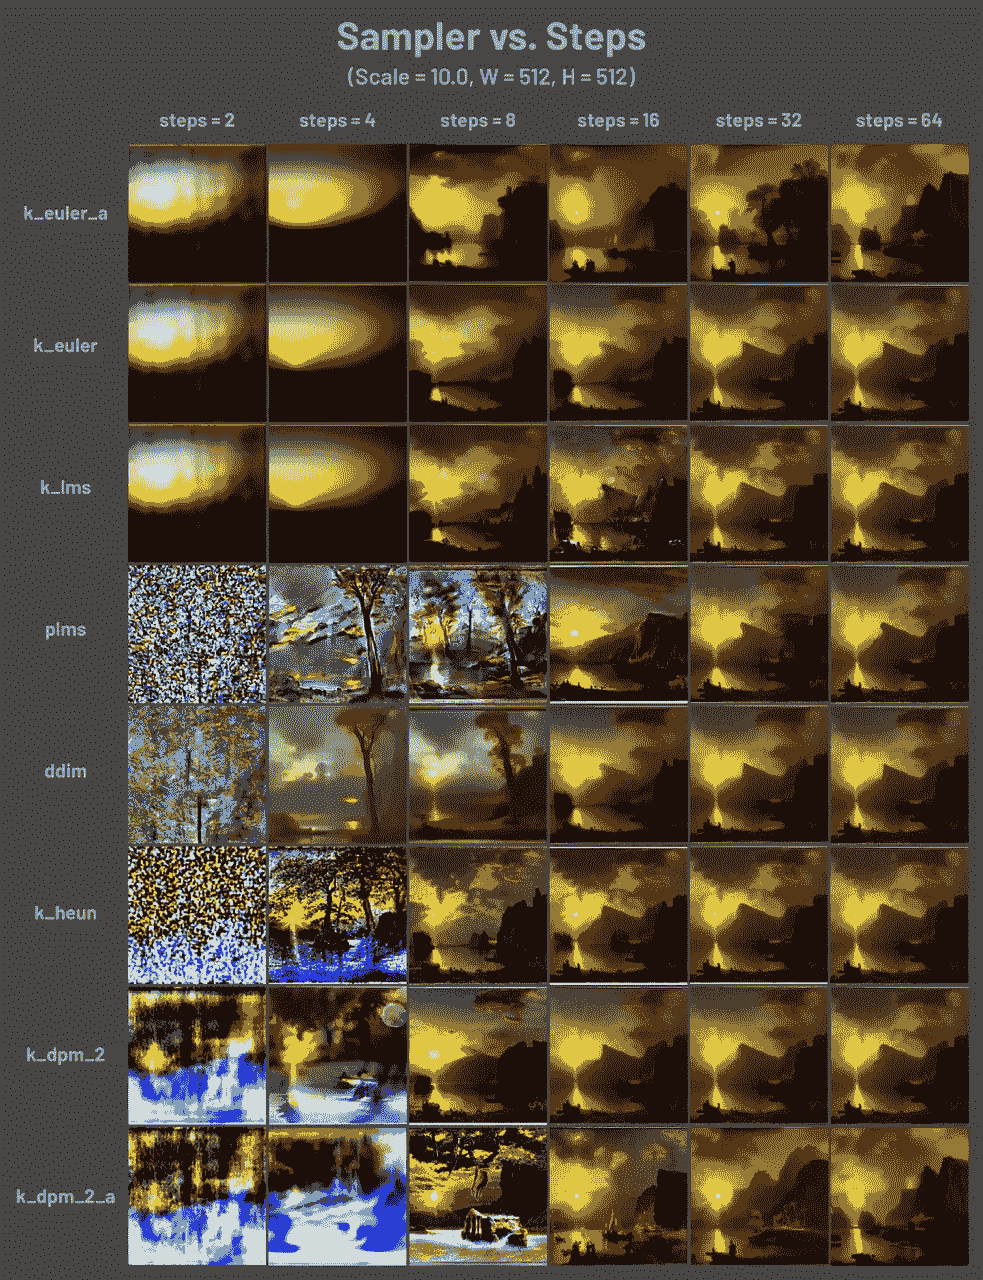 Sampler vs. Steps
(Scale = 10.0, W = 512, H = 512)
steps = 2 steps = 4 steps = 8 steps = 16 steps = 32 steps = 64
k_euler_a
k_euler
k_lms
plms
ddim
k_heun
k_dpm_2
k_dpm_2_a